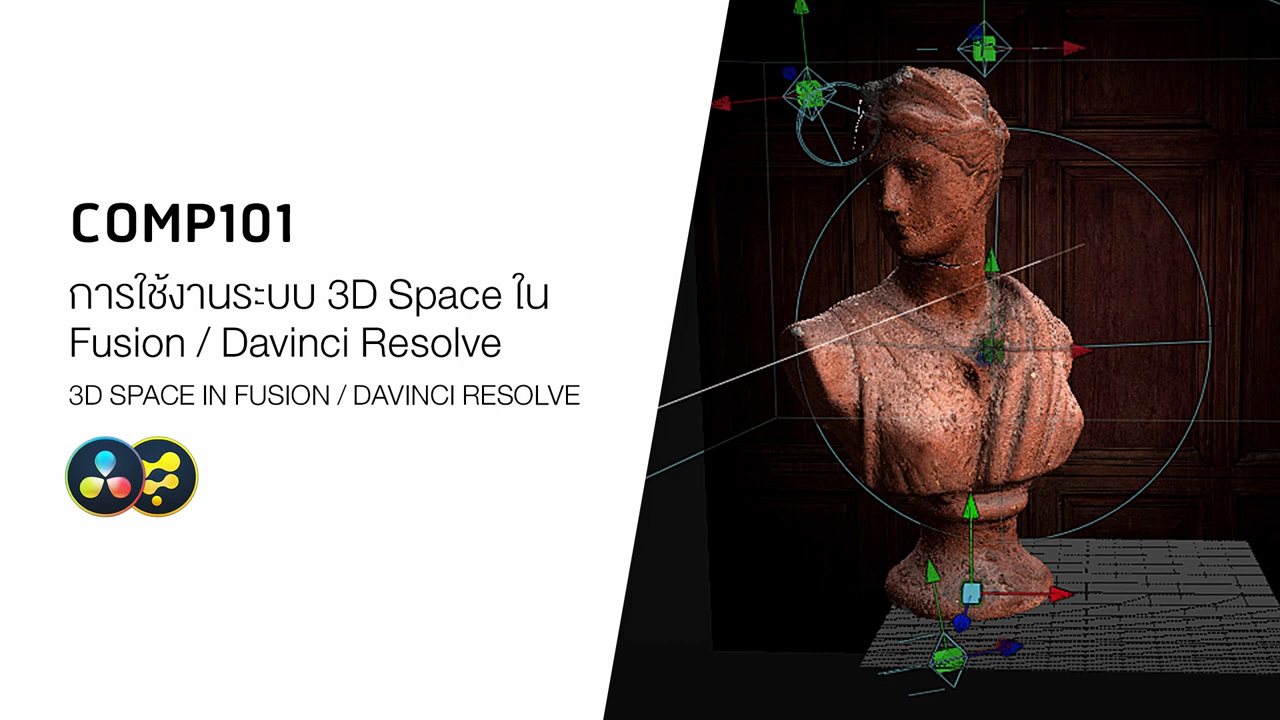 COMP101
การใช้งานระบบ 3D Space ใน
Fusion / Davinci Resolve
3D SPACE IN FUSION / DAVINCI RESOLVE